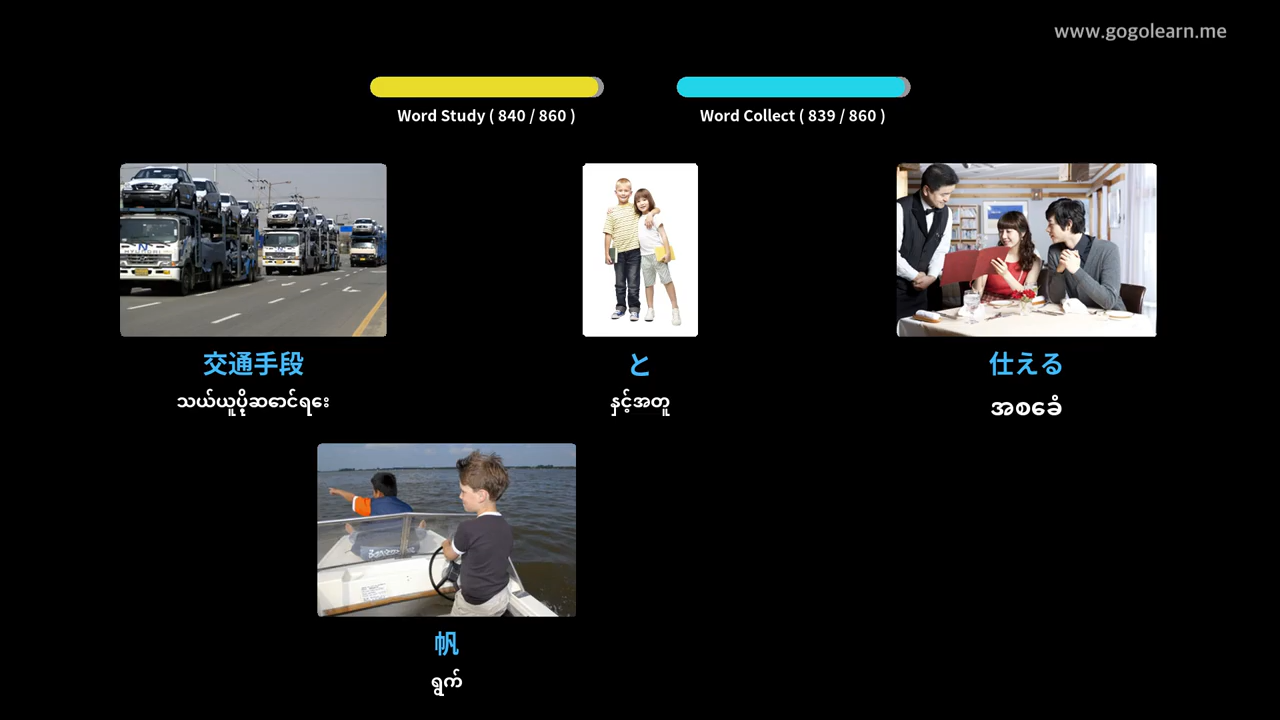 www.gogolearn.me
Word Study ( 840 / 860 )
Word Collect ( 839 / 860 )
交通手段
သယ်ယူပို့ဆောင်ရေး
と
နှင့်အတူ
仕える
အစခေံ
帆
ရွက်